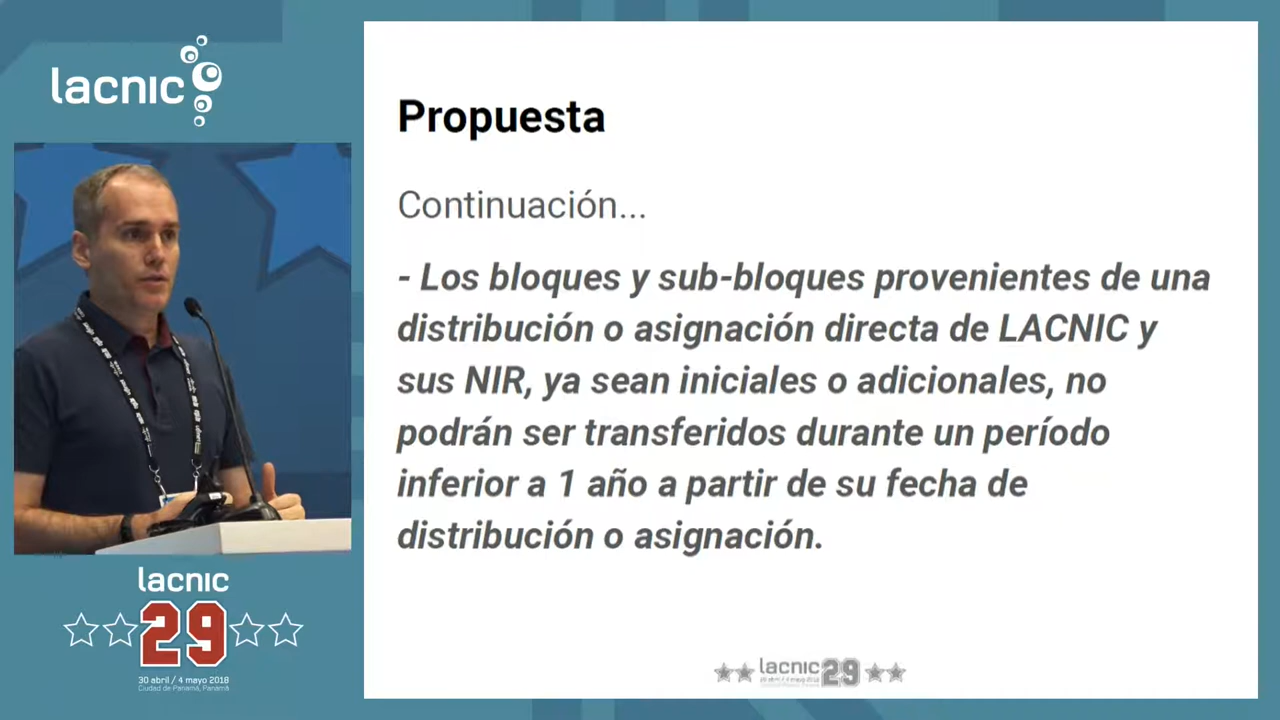 lacnic
Propuesta
Continuación...
- Los bloques y sub-bloques provenientes de una
distribución o asignación directa de LACNIC y
sus NIR, ya sean iniciales o adicionales, no
podrán ser transferidos durante un período
inferior a 1 año a partir de su fecha de
distribución o asignación.
lacnic
29
30 abril / 4 mayo 2018
Ciudad de Panamá, Panamá
lacnic 29